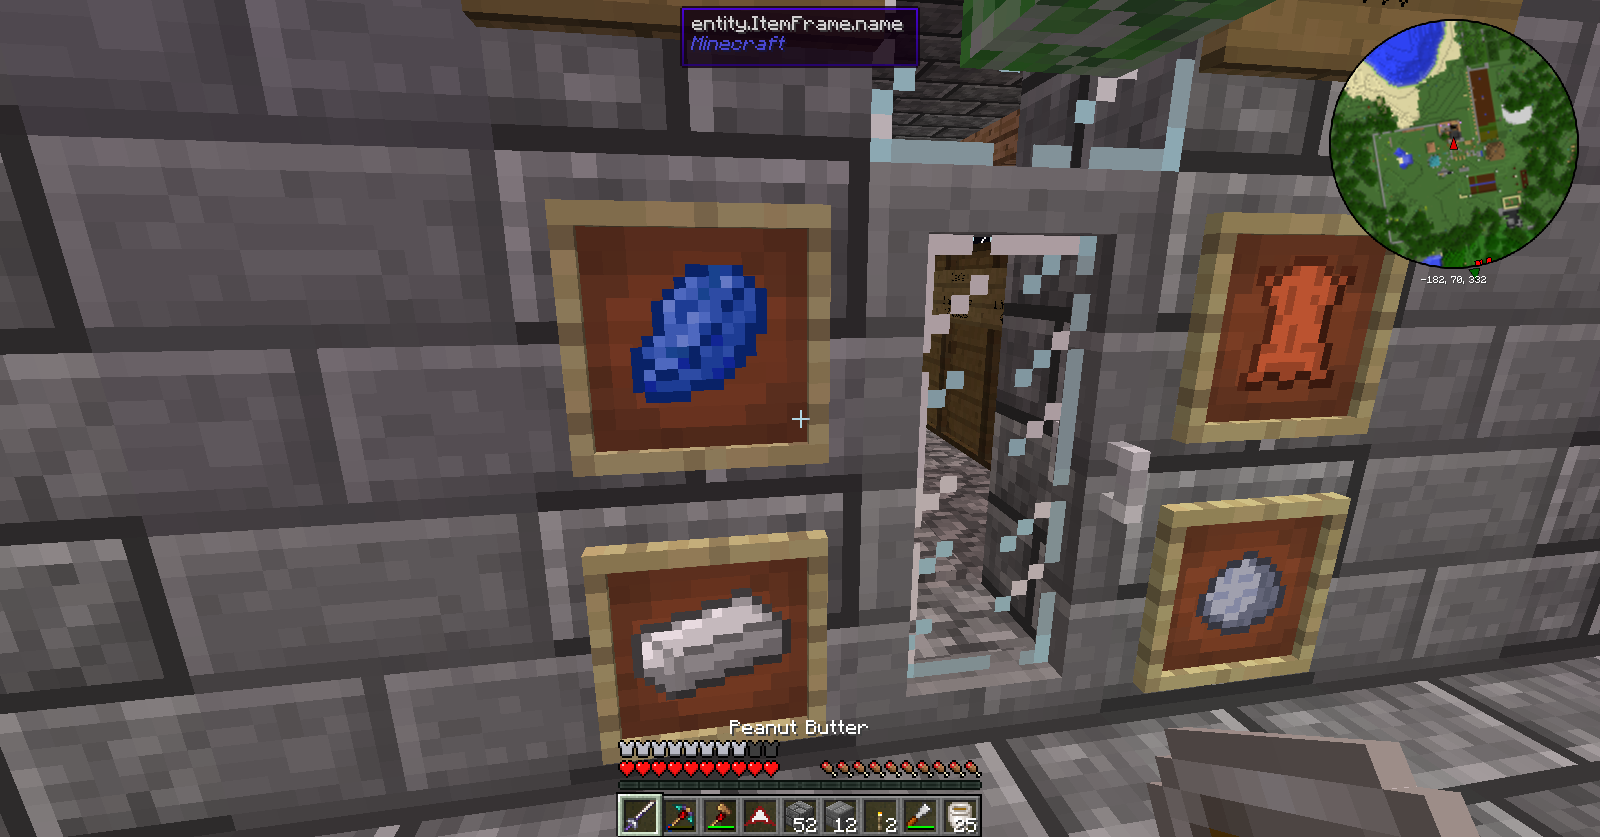 entity.ItemFrame.name
Minecraft
-182, 70, 332
Peanut Butter
52
12
2
25